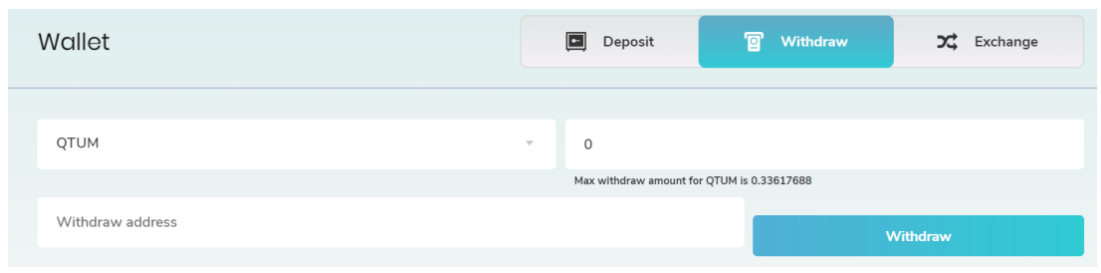 Wallet
Deposit
Withdraw
Exchange
QTUM
0
Max withdraw amount for QTUM is 0.33617688
Withdraw address
Withdraw